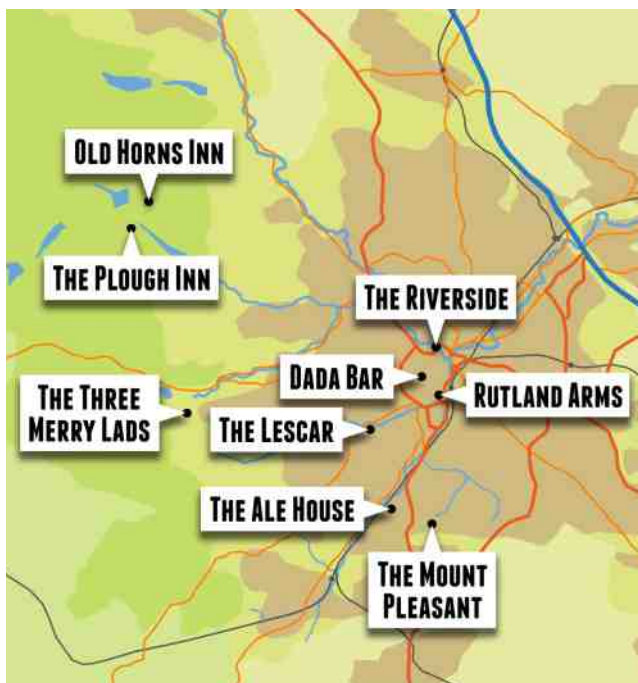 OLD HORNS INN
THE PLOUGH INN
THE RIVERSIDE
DADA BAR
RUTLAND ARMS
THE THREE
MERRY LADS
THE LESCAR
THE ALE HOUSE
THE MOUNT
PLEASANT